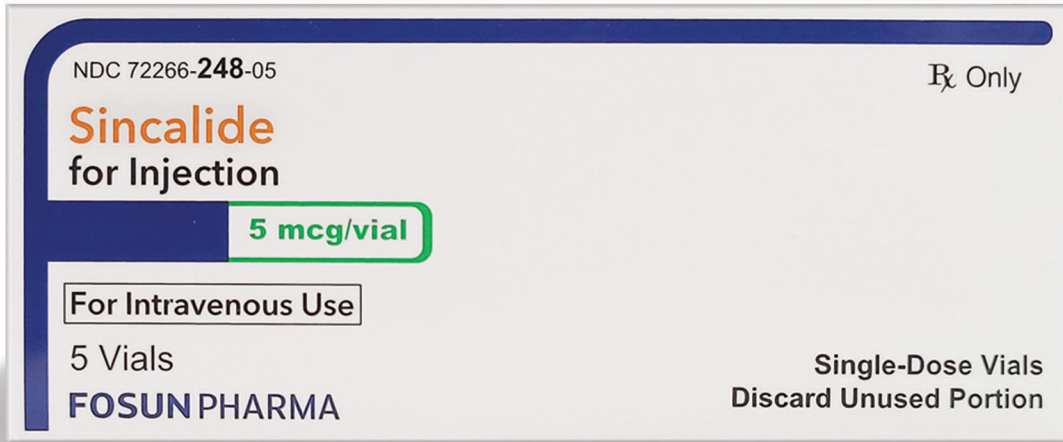 NDC 72266-248-05
℞ Only
Sincalide
for Injection
5 mcg/vial
For Intravenous Use
5 Vials
FOSUN PHARMA
Single-Dose Vials
Discard Unused Portion